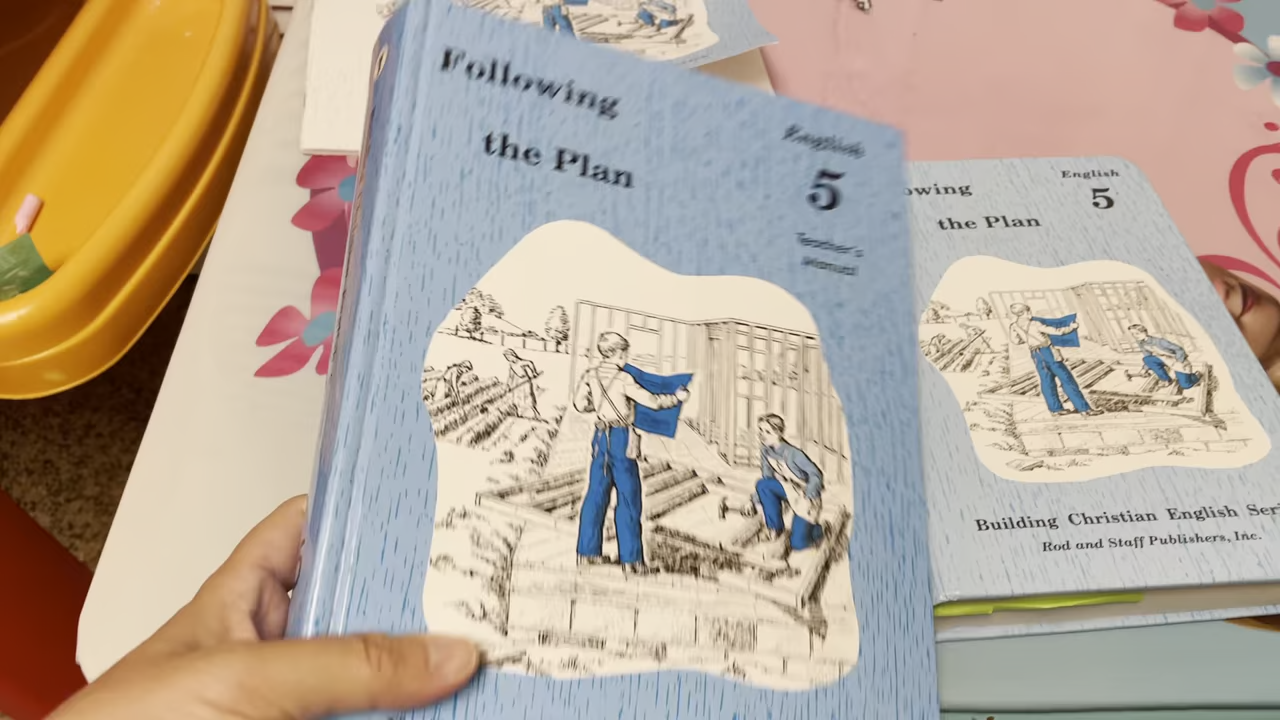 Following
the Plan
English
5
Teacher's
Manual
owing
the Plan
English
5
Building Christian English Ser
Rod and Staff Publishers, Inc.